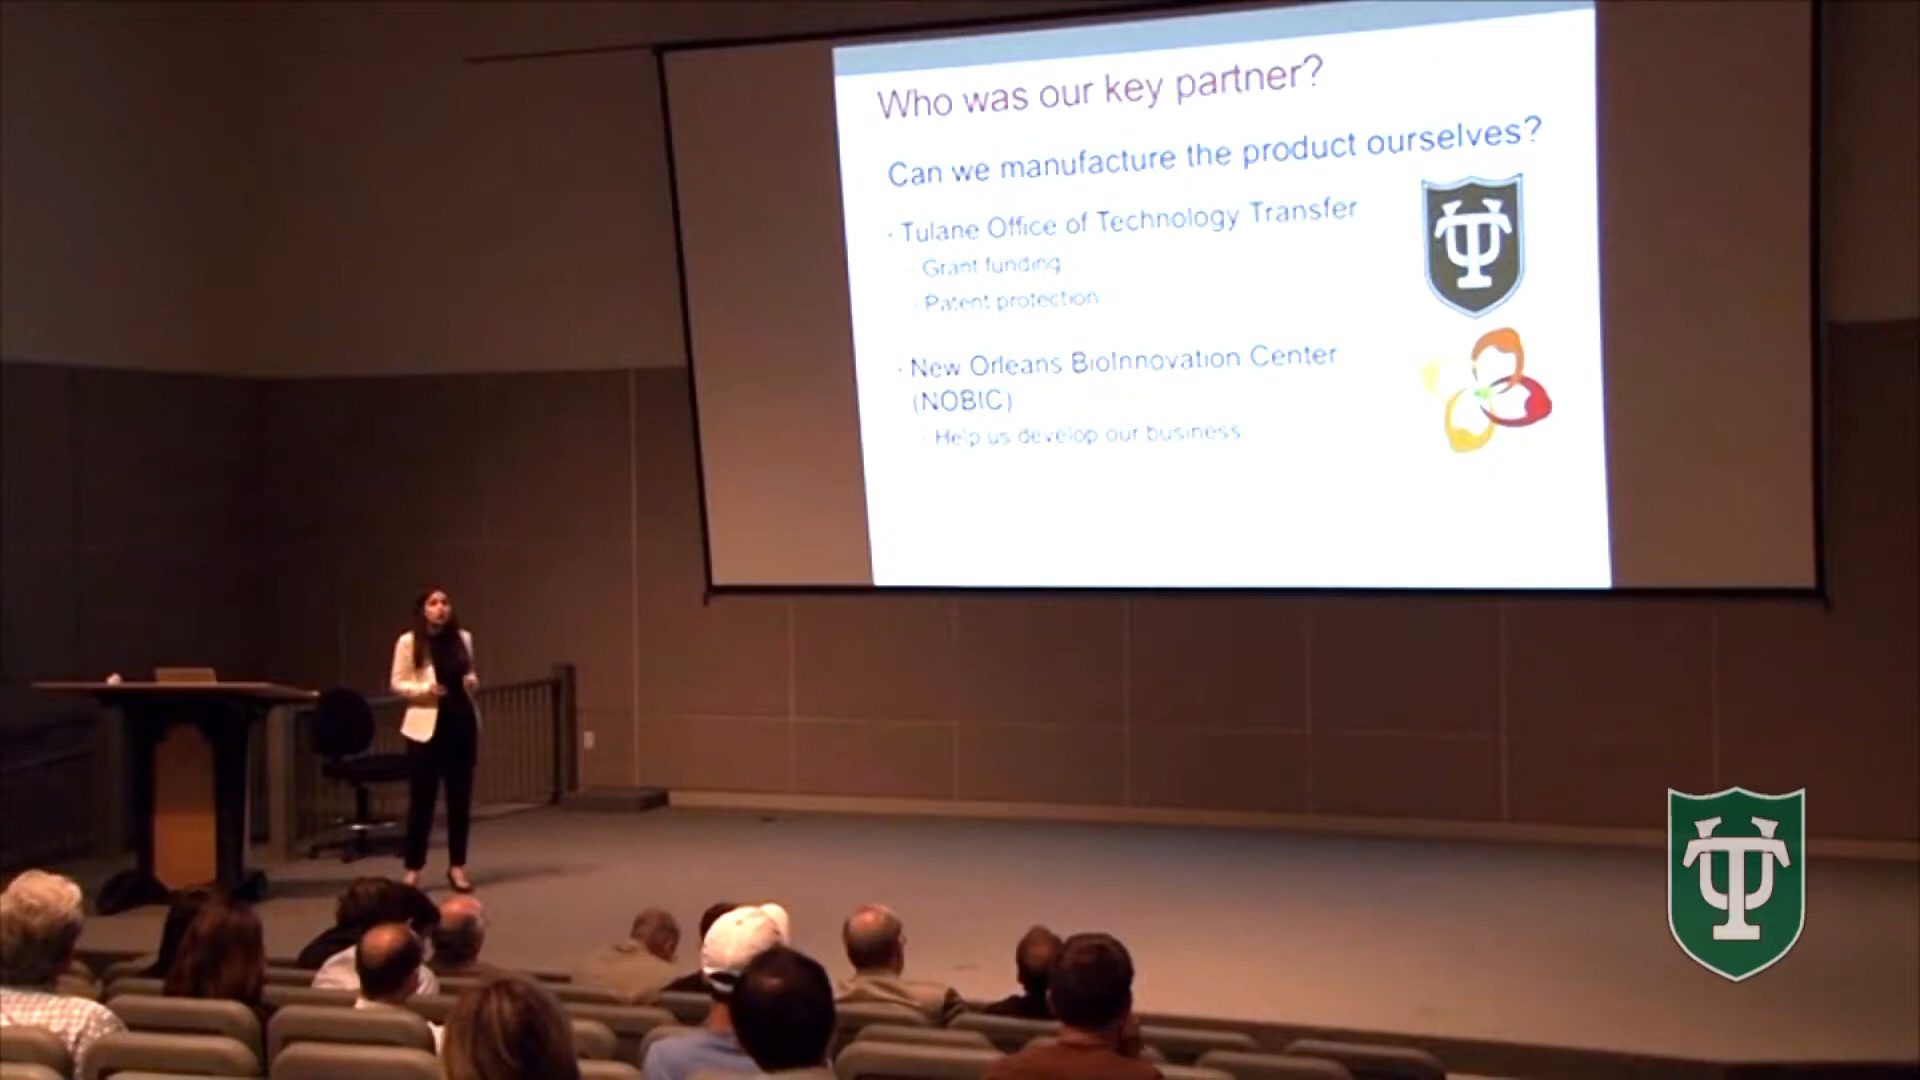 Who was our key partner?
Can we manufacture the product ourselves?
· Tulane Office of Technology Transfer
- Grant funding
- Patent protection
· New Orleans BioInnovation Center
(NOBIC)
- Help us develop our business